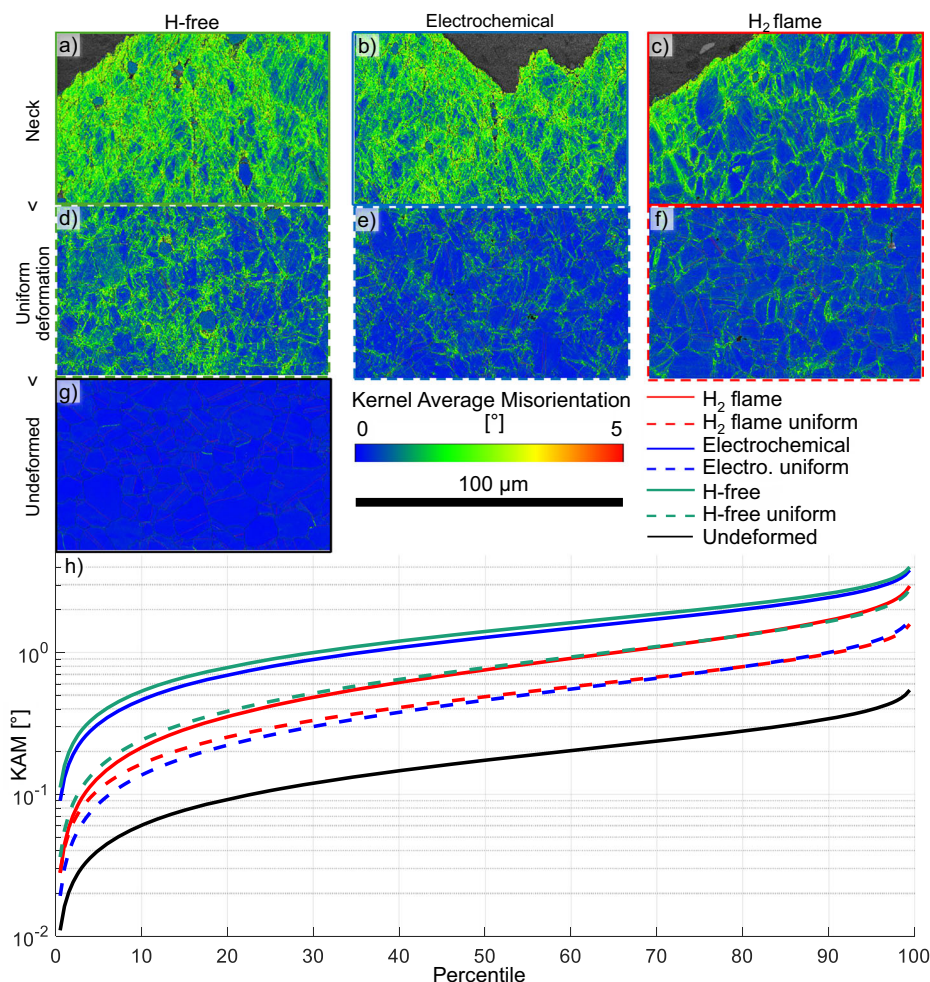 H-free
Electrochemical
H2 flame
a)
b)
c)
Neck
<
d)
e)
f)
Uniform
deformation
<
g)
Undeformed
Kernel Average Misorientation
[°]
0
5
100 μm
H2 flame
H2 flame uniform
Electrochemical
Electro. uniform
H-free
H-free uniform
Undeformed
h)
10^0
10^-1
10^-2
KAM [°]
0 10 20 30 40 50 60 70 80 90 100
Percentile